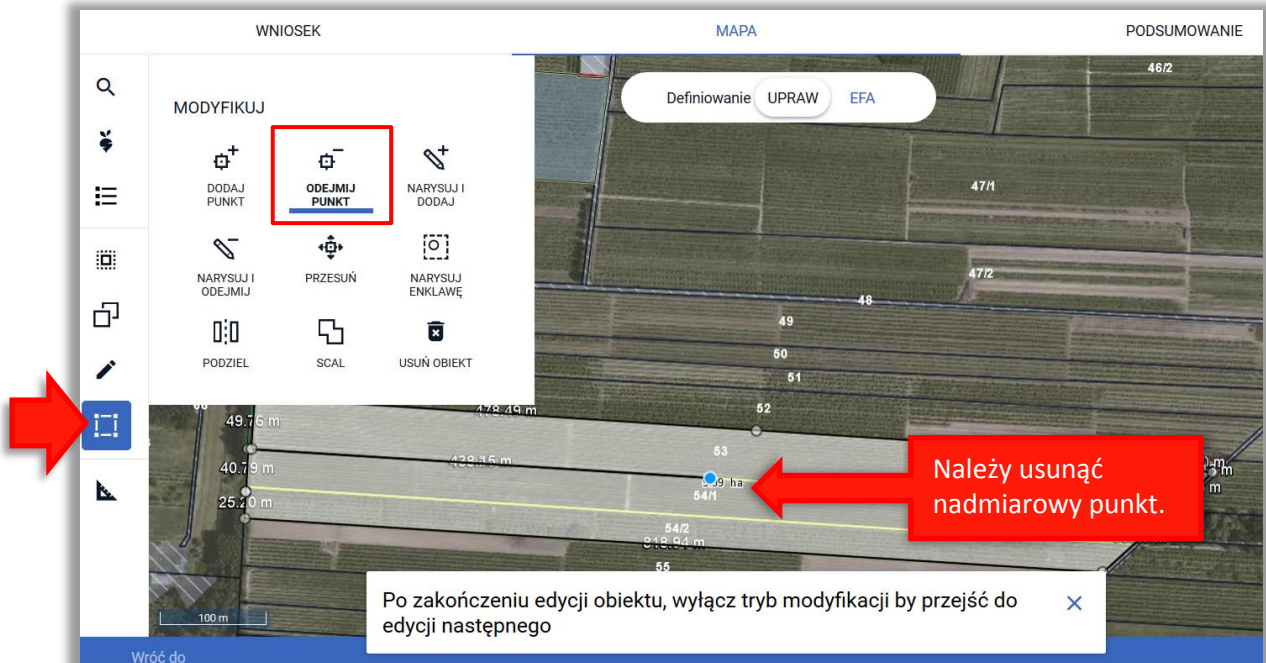 WNIOSEK
MAPA
PODSUMOWANIE
MODYFIKUJ
DODAJ
PUNKT
ODEJMIJ
PUNKT
NARYSUJ I
DODAJ
NARYSUJ I
ODEJMIJ
PRZESUŃ
NARYSUJ
ENKLAWĘ
PODZIEL
SCAL
USUŃ OBIEKT
Definiowanie UPRAW EFA
46/2
47/1
47/2
48
49
50
51
52
53
54/1
54/2
55
478.49 m
49.76 m
438.15 m
40.79 m
25.20 m
818.94 m
ha
m
m
Należy usunąć
nadmiarowy punkt.
100 m
Po zakończeniu edycji obiektu, wyłącz tryb modyfikacji by przejść do
edycji następnego
Wróć do